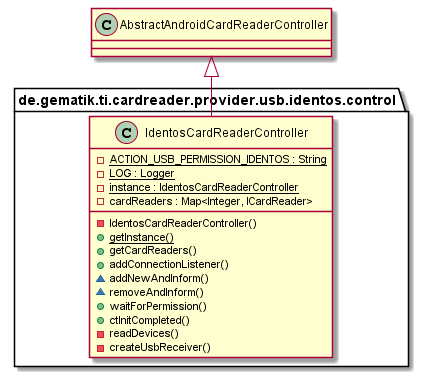 C AbstractAndroidCardReaderController
de.gematik.ti.cardreader.provider.usb.identos.control
C IdentosCardReaderController
ACTION_USB_PERMISSION_IDENTOS : String
LOG : Logger
instance : IdentosCardReaderController
cardReaders : Map<Integer, ICardReader>
IdentosCardReaderController()
getInstance()
getCardReaders()
addConnectionListener()
addNewAndInform()
removeAndInform()
waitForPermission()
ctInitCompleted()
readDevices()
createUsbReceiver()